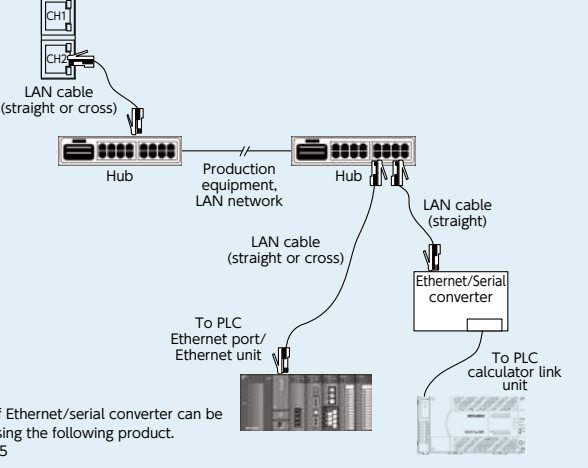 CH1
CH2
LAN cable
(straight or cross)
Hub
Production
equipment,
LAN network
Hub
LAN cable
(straight)
LAN cable
(straight or cross)
Ethernet/Serial
converter
To PLC
Ethernet port/
Ethernet unit
To PLC
calculator link
unit
f Ethernet/serial converter can be
sing the following product.
5